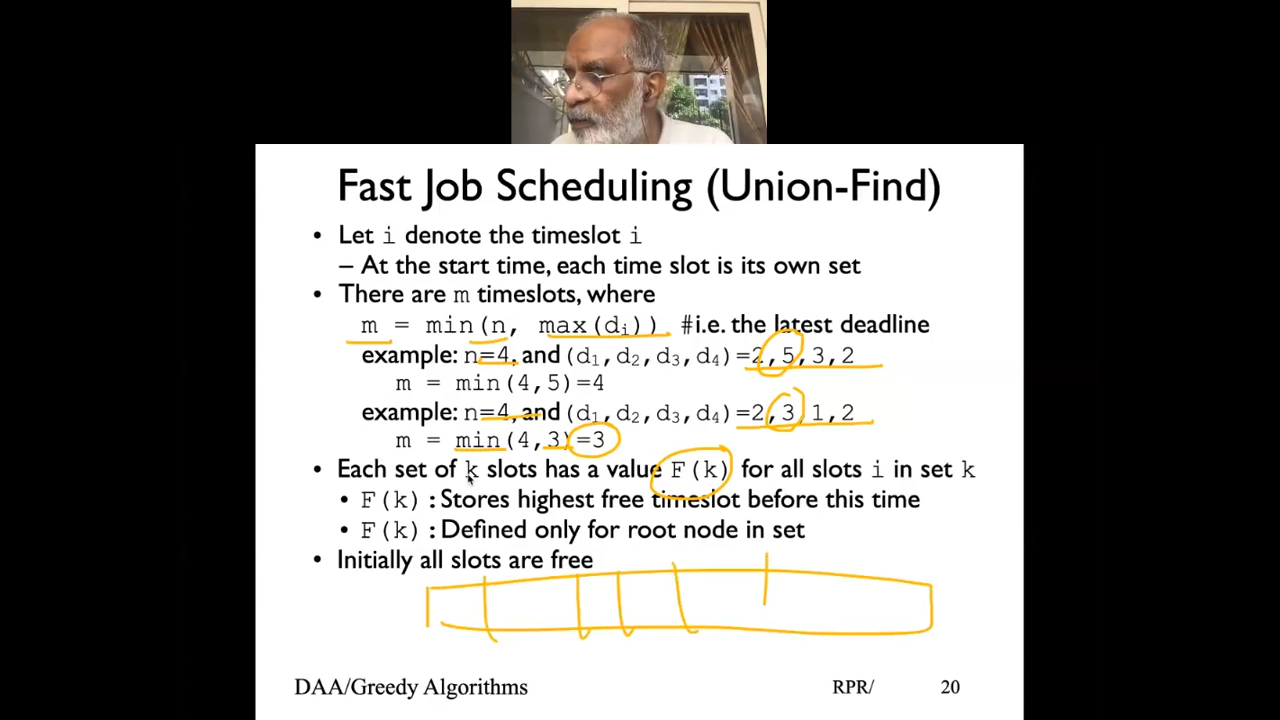 Fast Job Scheduling (Union-Find)
• Let i denote the timeslot i
– At the start time, each time slot is its own set
• There are m timeslots, where
m = min(n, max(dᵢ)) #i.e. the latest deadline
example: n=4, and (d₁,d₂,d₃,d₄)=2,5,3,2
m = min(4,5)=4
example: n=4, and (d₁,d₂,d₃,d₄)=2,3,1,2
m = min(4,3)=3
• Each set of k slots has a value F(k) for all slots i in set k
• F(k): Stores highest free timeslot before this time
• F(k): Defined only for root node in set
• Initially all slots are free
DAA/Greedy Algorithms
RPR/
20